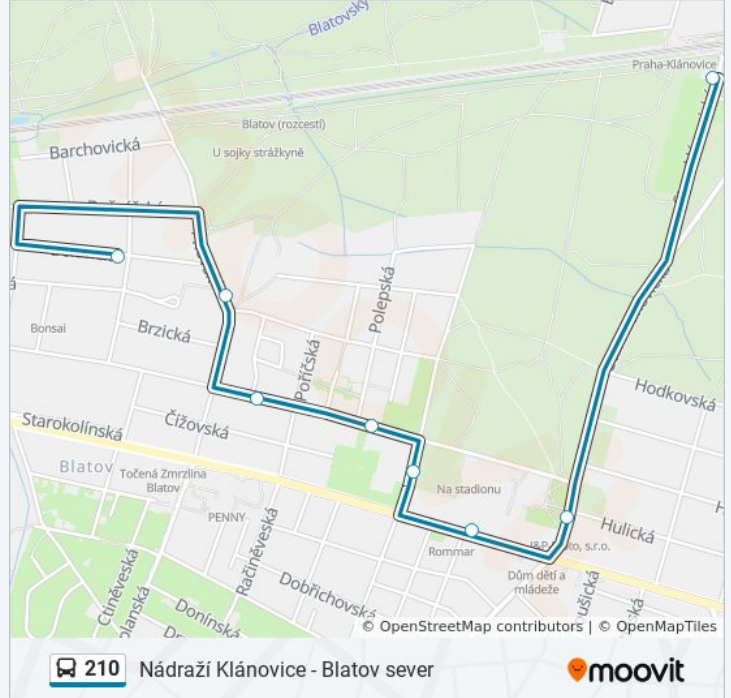 Blatovský
Praha-Klánovice
Blatov (rozcestí)
Barchovická
U sojky strážkyně
Polepská
Bonsai
Brzická
Poříčská
Hodkovská
Starokolínská
Čížovská
Blatov
Točená Zmrzlina
Blatov
Na stadionu
PENNY
Račiněveská
Hulická
Rommar
Dům dětí a
mládeže
Dobřichovská
Ctiněveská
Donínská
© OpenStreetMap contributors | © OpenMapTiles
210 Nádraží Klánovice - Blatov sever
moovit